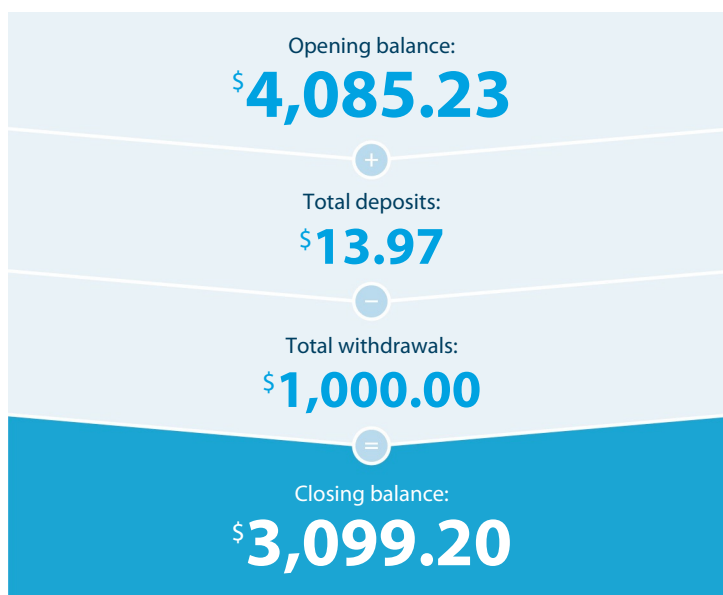 Opening balance:
$4,085.23
+
Total deposits:
$13.97
−
Total withdrawals:
$1,000.00
=
Closing balance:
$3,099.20